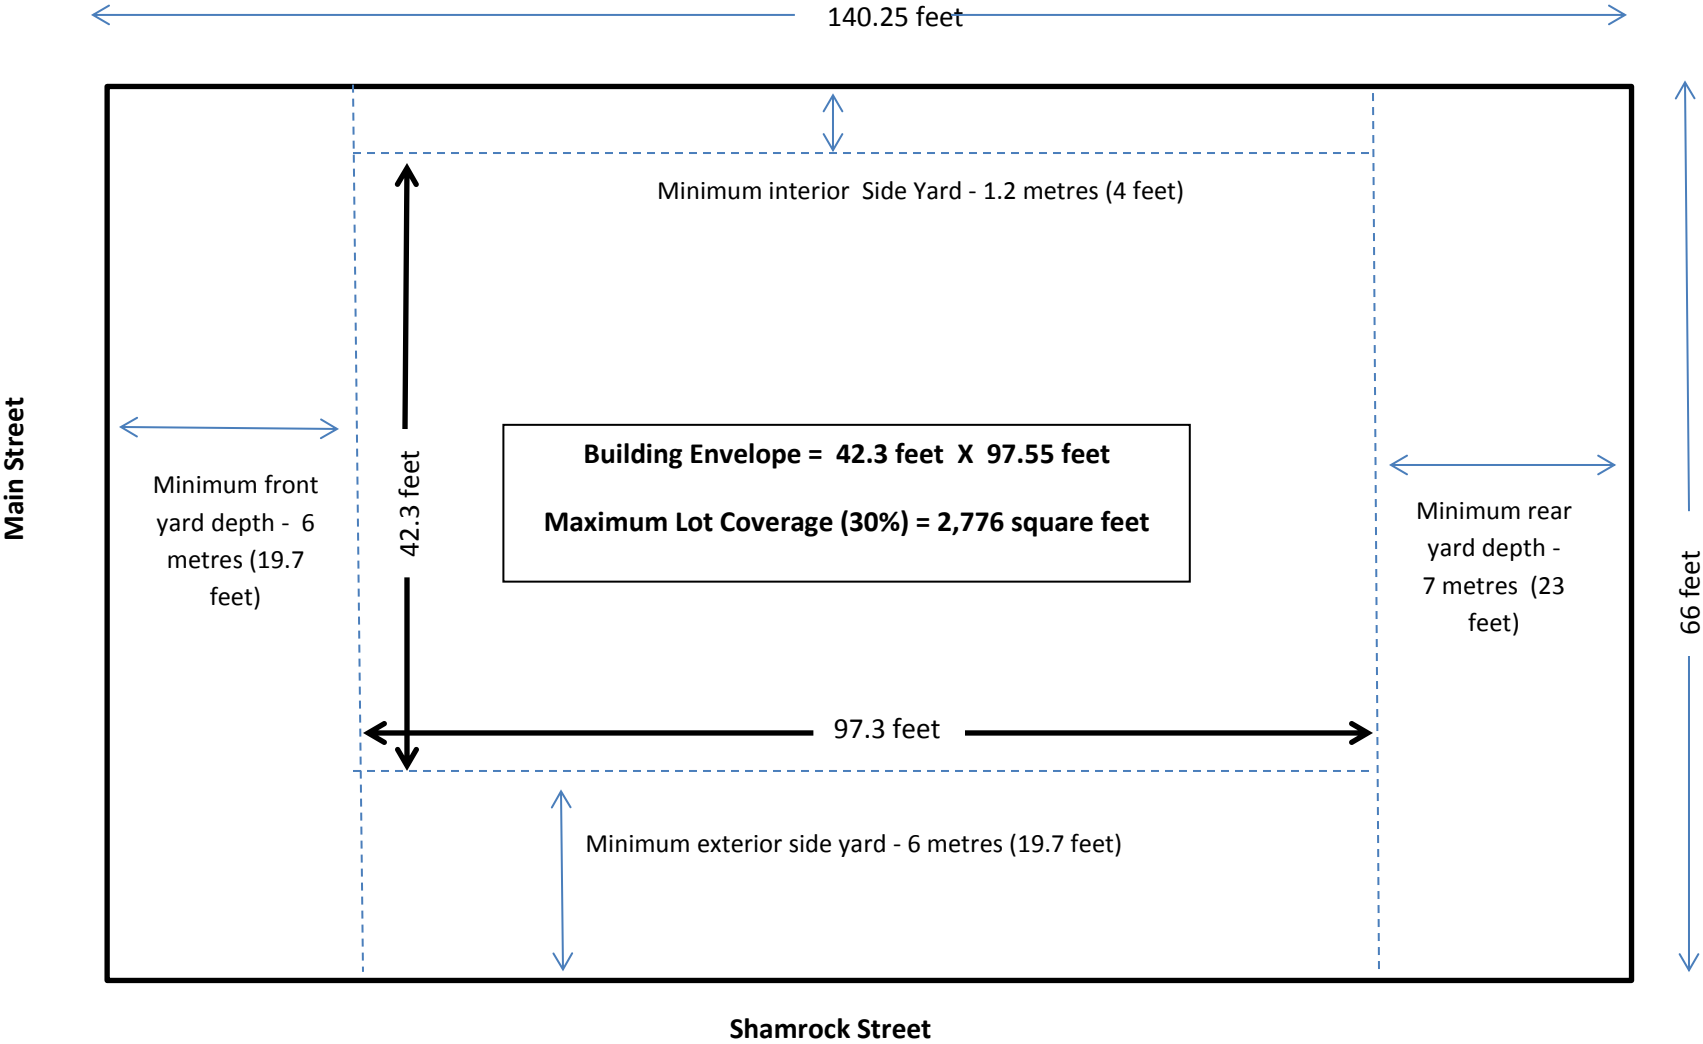 140.25 feet
Minimum interior  Side Yard - 1.2 metres (4 feet)
Main Street
Minimum front
yard depth -  6
metres (19.7
feet)
42.3 feet
Building Envelope =  42.3 feet  X  97.55 feet
Maximum Lot Coverage (30%) = 2,776 square feet
Minimum rear
yard depth -
7 metres  (23
feet)
66 feet
97.3 feet
Minimum exterior side yard - 6 metres (19.7 feet)
Shamrock Street